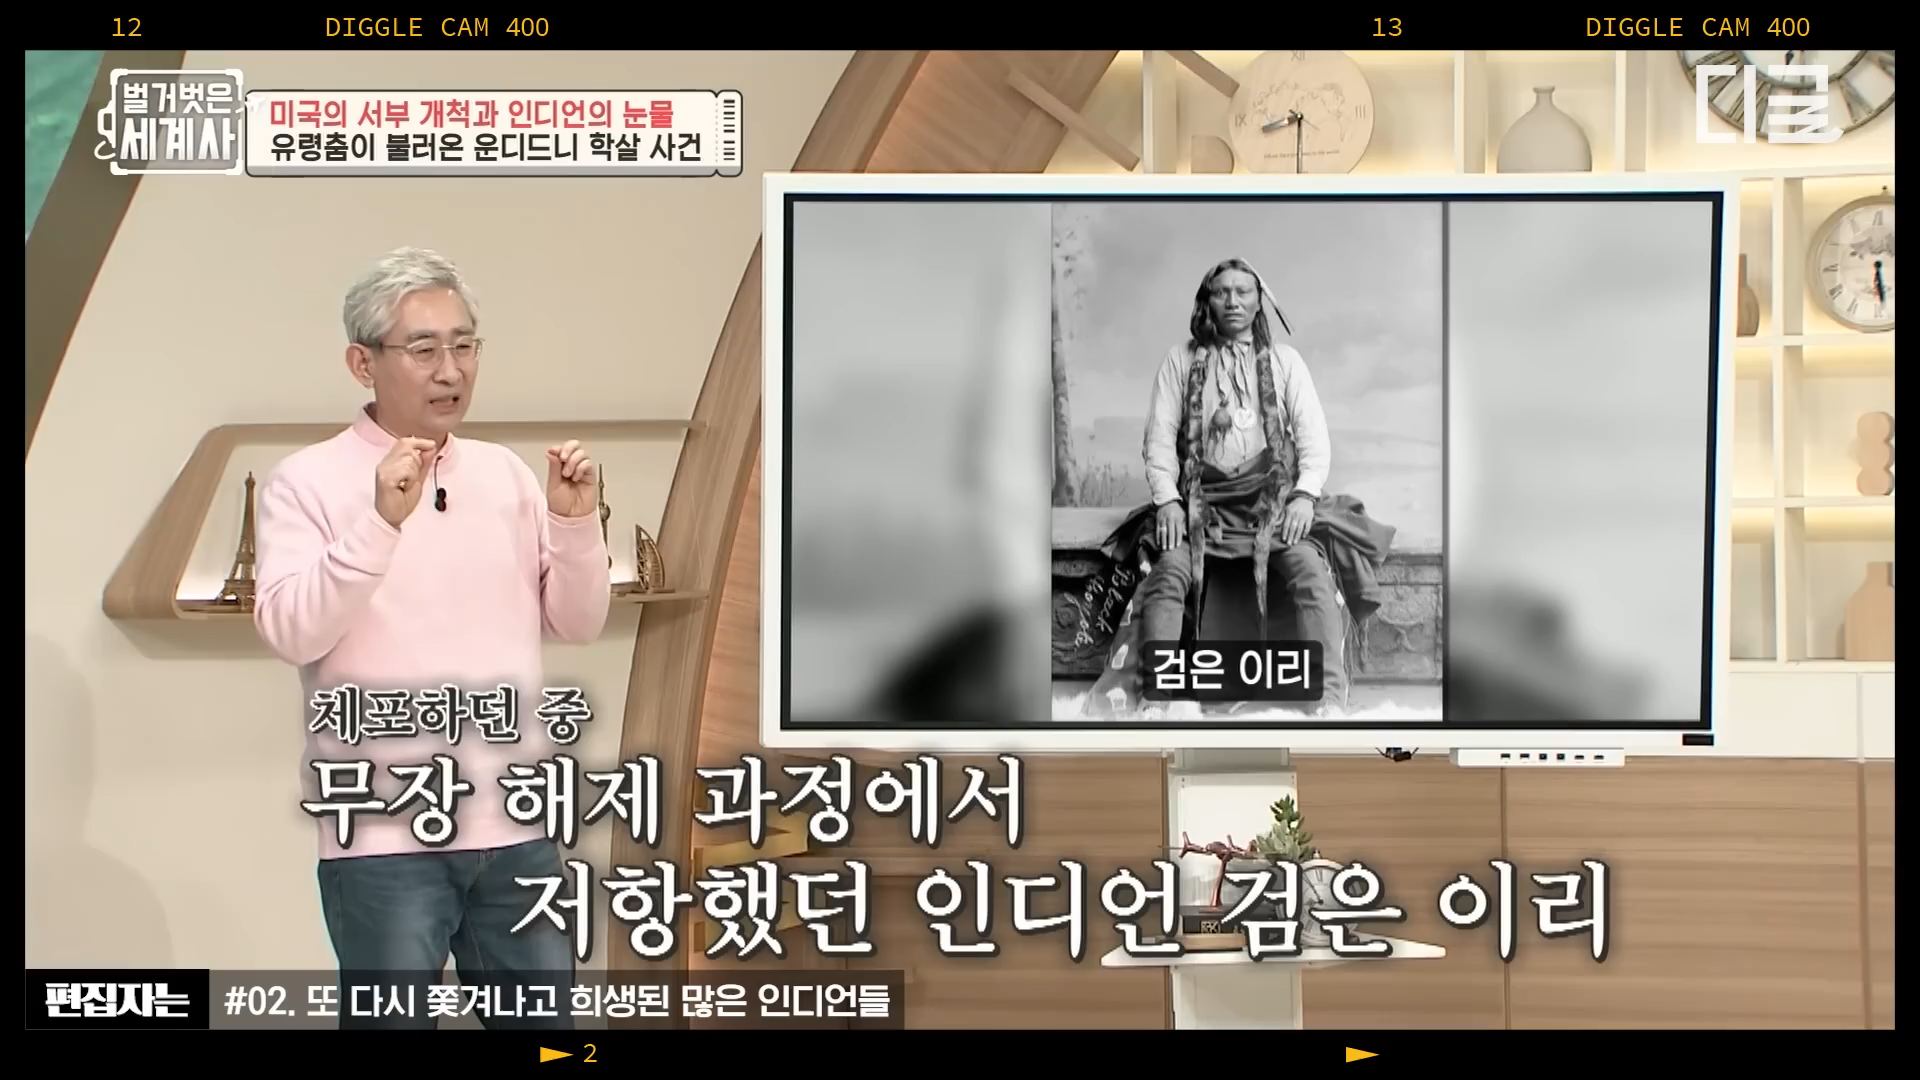 12
DIGGLE CAM 400
13
DIGGLE CAM 400
벌거벗은
세계사
미국의 서부 개척과 인디언의 눈물
유령춤이 불러온 운디드니 학살 사건
디글
XII
III
IX
Black
Coyote
검은 이리
체포하던 중
무장 해제 과정에서
저항했던 인디언 검은 이리
편집자는
#02. 또 다시 쫓겨나고 희생된 많은 인디언들
2